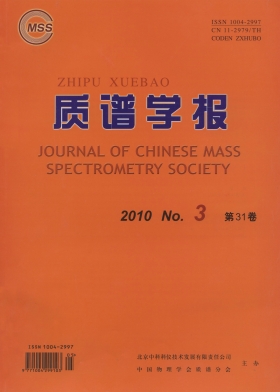 MSS
ISSN 1004-2997
CN 11-2979/TH
CODEN ZXHUBO
ZHIPU XUEBAO
质谱学报
JOURNAL OF CHINESE MASS
SPECTROMETRY SOCIETY
2010 No. 3 第31卷
ISSN 1004-2997
北京中科科仪技术发展有限责任公司
中国物理学会质谱分会
主办